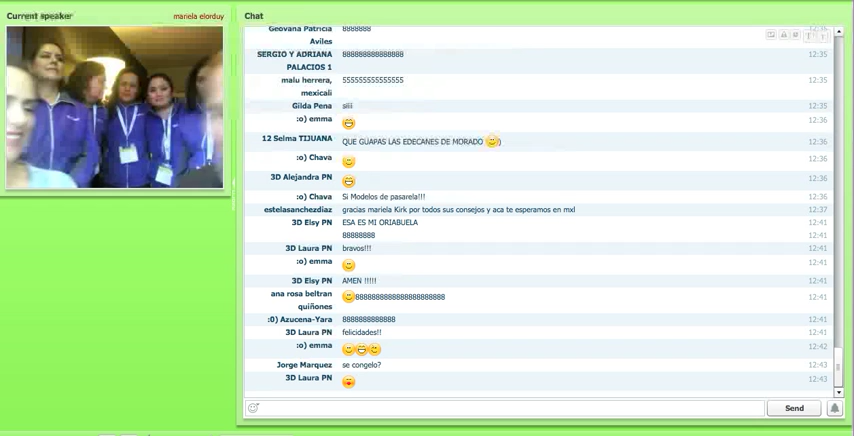 Current speaker
mariela elorduy
Chat
Geovana Patricia
Aviles
8888888
12:35
SERGIO Y ADRIANA
PALACIOS 1
888888888888888
12:35
malu herrera,
mexicali
555555555555555
12:35
Gilda Pena
siiii
12:35
:o) emma
12:36
12 Selma TIJUANA
QUE GUAPAS LAS EDECANES DE MORADO )
12:36
:o) Chava
12:36
3D Alejandra PN
12:36
:o) Chava
Si Modelos de pasarela!!!
12:36
estelasanchezdiaz
gracias mariela Kirk por todos sus consejos y aca te esperamos en mxl
12:37
3D Eisy PN
ESA ES MI ORIABUELA
12:41
88888888
12:41
3D Laura PN
bravos!!!
12:41
:o) emma
12:41
3D Eisy PN
AMEN !!!!!
12:41
ana rosa beltran
quiñones
8888888888888888888888
12:41
:0) Azucena-Yara
8888888888888
12:41
3D Laura PN
felicidades!!
12:41
:o) emma
12:42
Jorge Marquez
se congelo?
12:43
3D Laura PN
12:43
Send